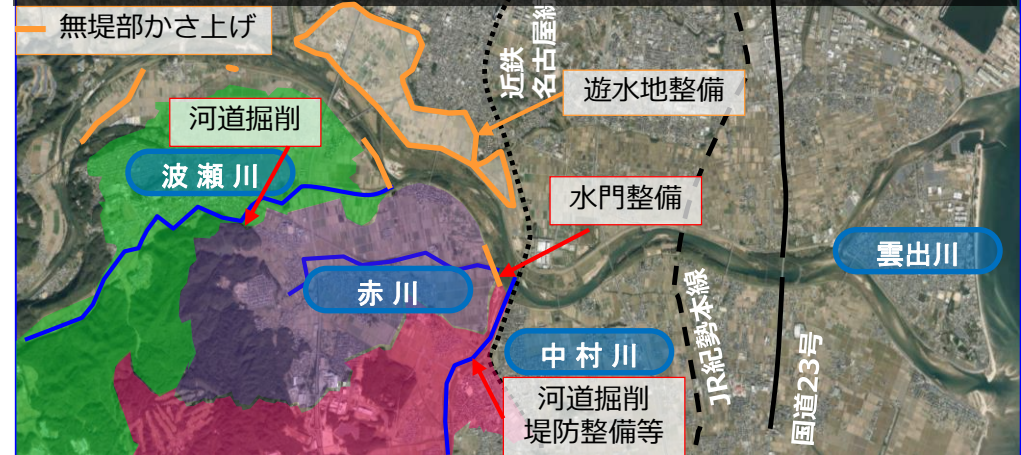 無堤部かさ上げ
近鉄
名古屋線
遊水地整備
河道掘削
波瀬川
水門整備
雲出川
赤川
中村川
JR紀勢本線
国道23号
河道掘削
堤防整備等